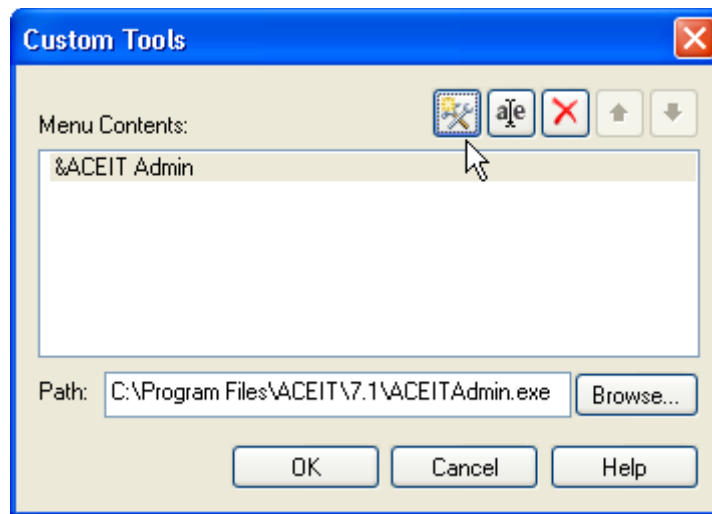 Custom Tools
Menu Contents:
a e
&ACEIT Admin
Path: C:\Program Files\ACEIT\7.1\ACEITAdmin.exe Browse...
OK Cancel Help